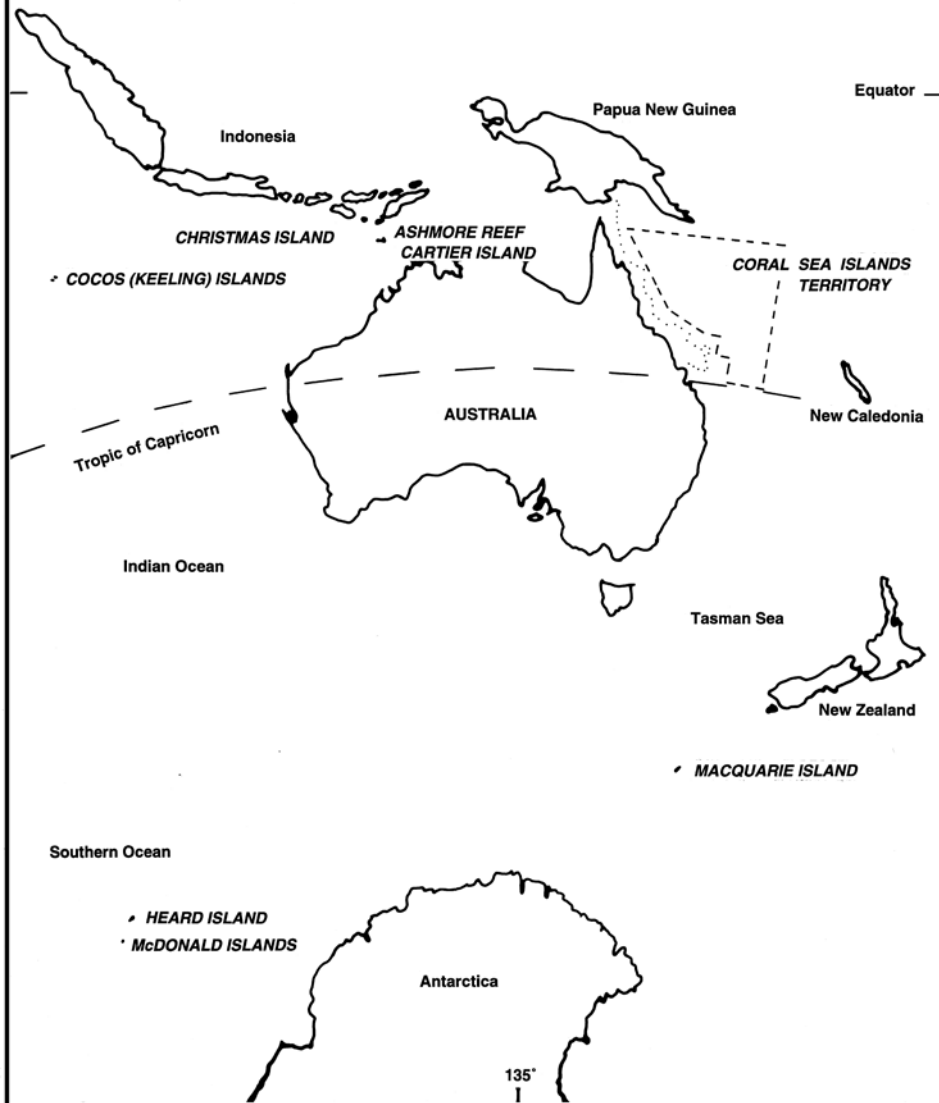 Equator
Papua New Guinea
Indonesia
CHRISTMAS ISLAND
ASHMORE REEF
CARTIER ISLAND
COCOS (KEELING) ISLANDS
CORAL SEA ISLANDS
TERRITORY
AUSTRALIA
New Caledonia
Tropic of Capricorn
Indian Ocean
Tasman Sea
New Zealand
MACQUARIE ISLAND
Southern Ocean
HEARD ISLAND
McDONALD ISLANDS
Antarctica
135°